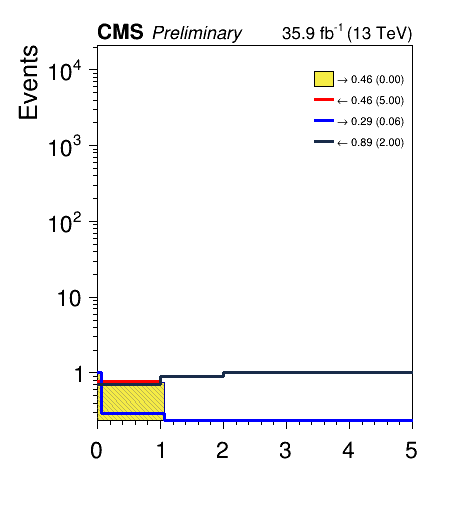 CMS Preliminary 35.9 fb⁻¹ (13 TeV)
Events
10⁴
10³
10²
10
1
→ 0.46 (0.00)
← 0.46 (5.00)
→ 0.29 (0.06)
← 0.89 (2.00)
0 1 2 3 4 5